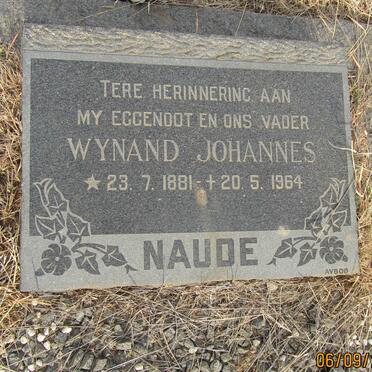 TERE HERINNERING AAN
MY EGGENOOT EN ONS VADER
WYNAND JOHANNES
★ 23.7.1881-✝20.5.1964
NAUDE
AVBOB
06/09/